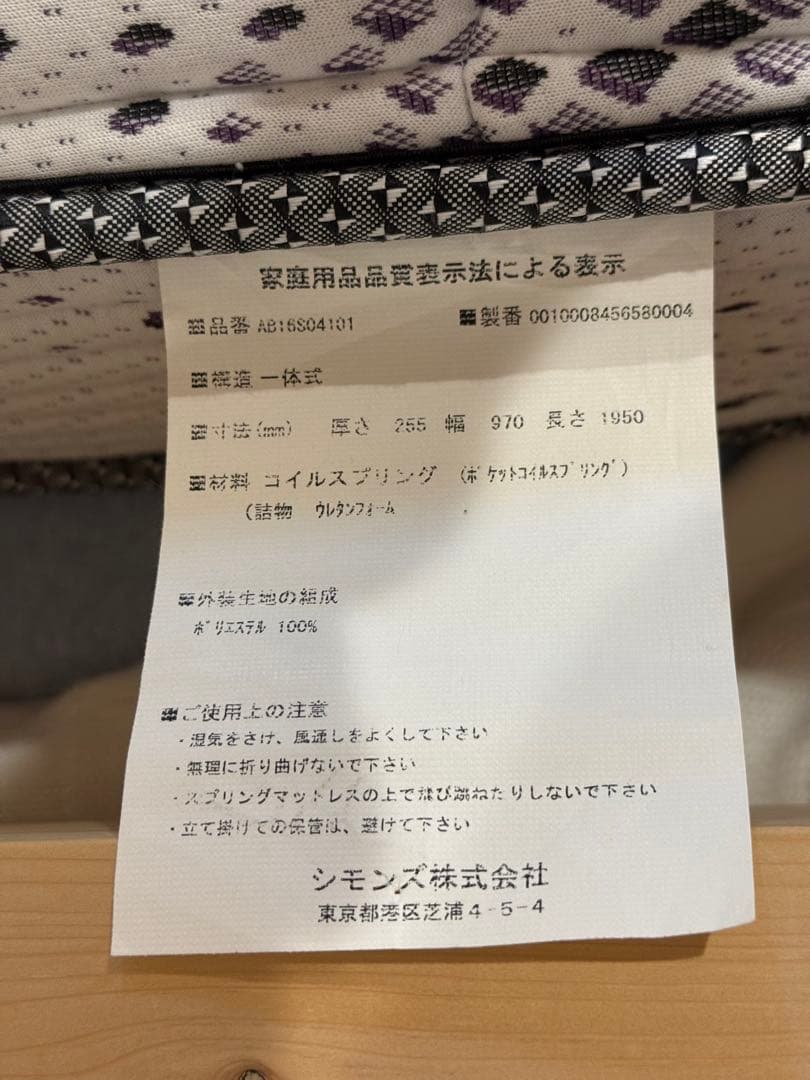 家庭用品品質表示法による表示
■品番 AB16S04101 ■製番 0010008456580004
■構造 一体式
■寸法(mm) 厚さ 255 幅 970 長さ 1950
■材料 コイルスプリング (ポケットコイルスプリング)
(詰物 ウレタンフォーム
■外装生地の組成
ポリエステル 100%
■ご使用上の注意
・湿気をさけ、風通しをよくして下さい
・無理に折り曲げないで下さい
・スプリングマットレスの上で飛び跳ねたりしないで下さい
・立て掛けての保管は、避けて下さい
シモンズ株式会社
東京都港区芝浦4-5-4